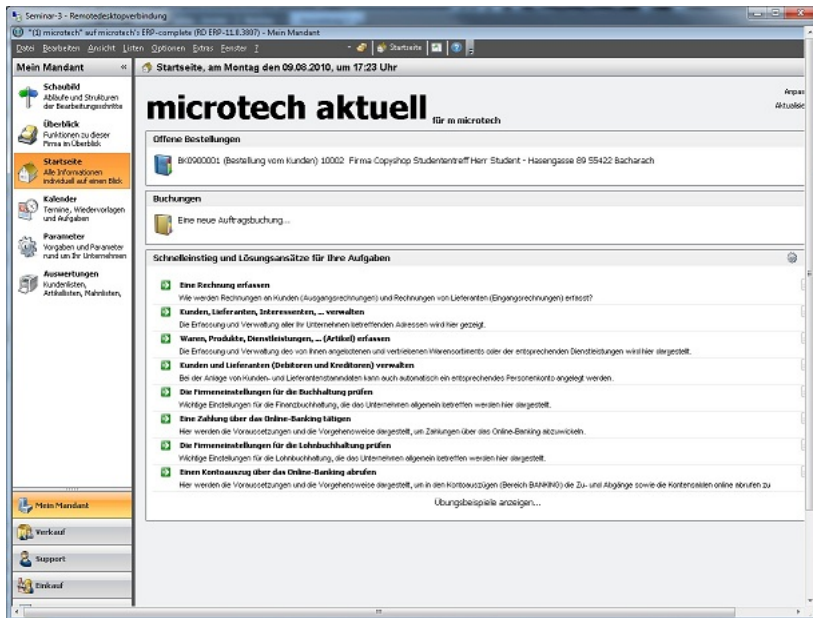 Seminar-3 - Remotedesktopverbindung
"(1) microtech" auf microtech's ERP-complete (RD ERP-11.0.3807) - Mein Mandant
Datei Bearbeiten Ansicht Listen Optionen Extras Fenster ?
Startseite
Mein Mandant «
Startseite, am Montag den 09.08.2010, um 17:23 Uhr
Schaubild
Abläufe und Strukturen
der Bearbeitungsschritte
Überblick
Funktionen zu dieser
Firma im Überblick
Startseite
Alle Informationen
individuell auf einen Blick
Kalender
Termine, Wiedervorlagen
und Aufgaben
Parameter
Vorgaben und Parameter
rund um Ihr Unternehmen
Auswertungen
Kundenlisten,
Artikellisten, Mahnlisten,
Mein Mandant
Verkauf
Support
Einkauf
Anpas
Aktualisie
microtech aktuell für m microtech
Offene Bestellungen
BK0900001 (Bestellung vom Kunden) 10002 Firma Copyshop Studententreff Herr Student - Hasengasse 89 55422 Bacharach
Buchungen
Eine neue Auftragsbuchung...
Schnelleinstieg und Lösungsansätze für Ihre Aufgaben
Eine Rechnung erfassen
Wie werden Rechnungen an Kunden (Ausgangsrechnungen) und Rechnungen von Lieferanten (Eingangsrechnungen) erfasst?
Kunden, Lieferanten, Interessenten, ... verwalten
Die Erfassung und Verwaltung aller Ihr Unternehmen betreffenden Adressen wird hier gezeigt.
Waren, Produkte, Dienstleistungen, ... (Artikel) erfassen
Die Erfassung und Verwaltung des von Ihnen angebotenen und vertriebenen Warensortiments oder der entsprechenden Dienstleistungen wird hier dargestellt.
Kunden und Lieferanten (Debitoren und Kreditoren) verwalten
Bei der Anlage von Kunden- und Lieferantenstammdaten kann auch automatisch ein entsprechendes Personenkonto angelegt werden.
Die Firmeneinstellungen für die Buchhaltung prüfen
Wichtige Einstellungen für die Finanzbuchhaltung, die das Unternehmen allgemein betreffen werden hier dargestellt.
Eine Zahlung über das Online-Banking tätigen
Hier werden die Voraussetzungen und die Vorgehensweise dargestellt, um Zahlungen über das Online-Banking abzuwickeln.
Die Firmeneinstellungen für die Lohnbuchhaltung prüfen
Wichtige Einstellungen für die Lohnbuchhaltung, die das Unternehmen allgemein betreffen werden hier dargestellt.
Einen Kontoauszug über das Online-Banking abrufen
Hier werden die Voraussetzungen und die Vorgehensweise dargestellt, um in den Kontoauszügen (Bereich BANKING) die Zu- und Abgänge sowie die Kontensalden online abrufen zu
Übungsbeispiele anzeigen...